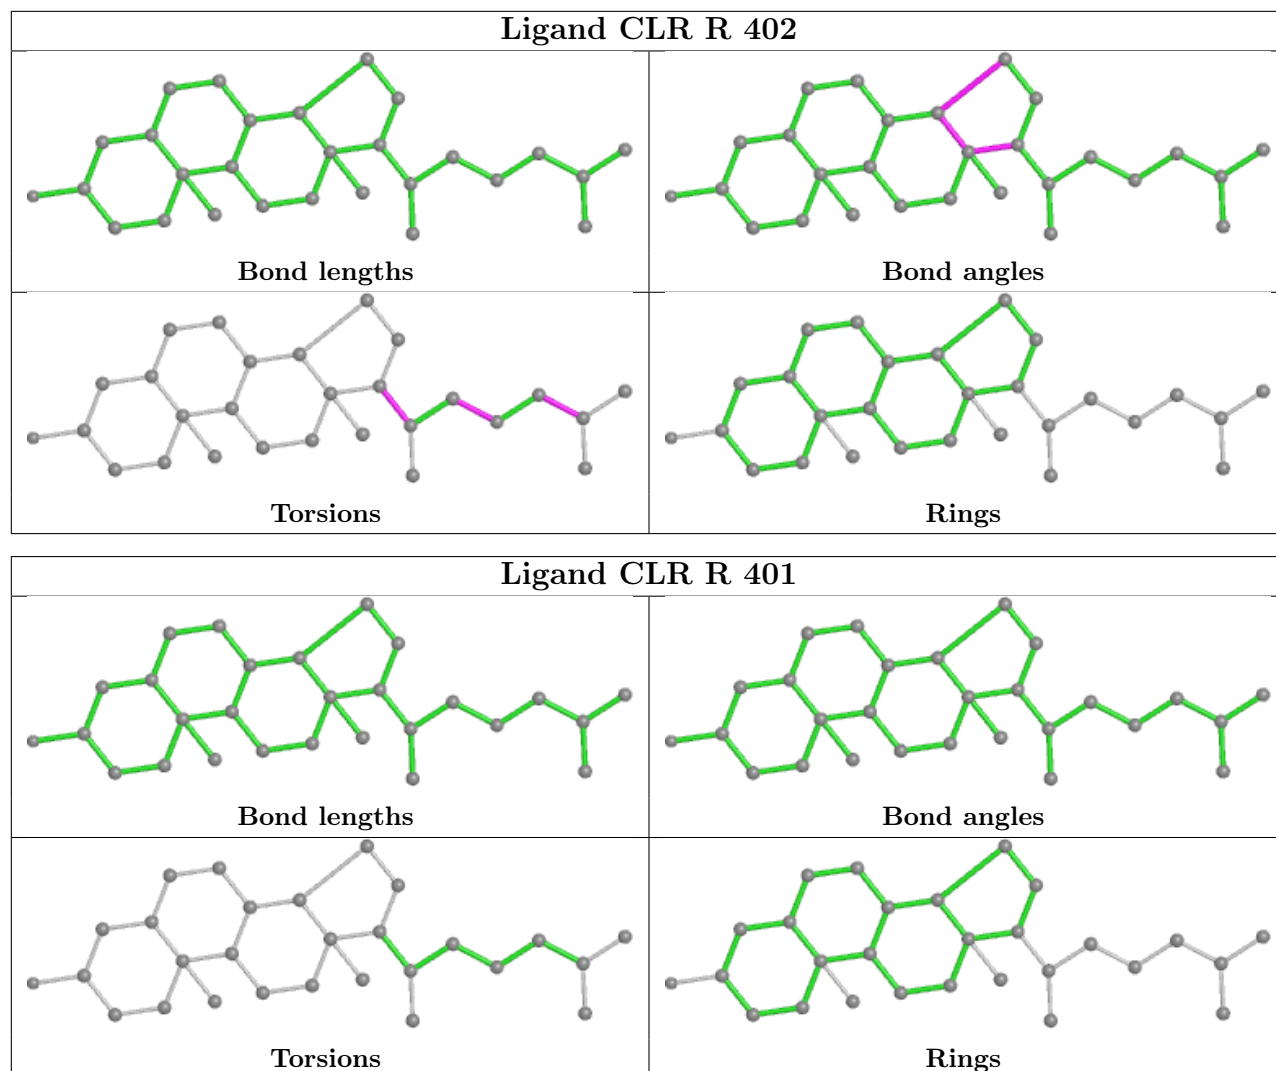 Ligand CLR R 402
Bond lengths
Bond angles
Torsions
Rings
Ligand CLR R 401
Bond lengths
Bond angles
Torsions
Rings